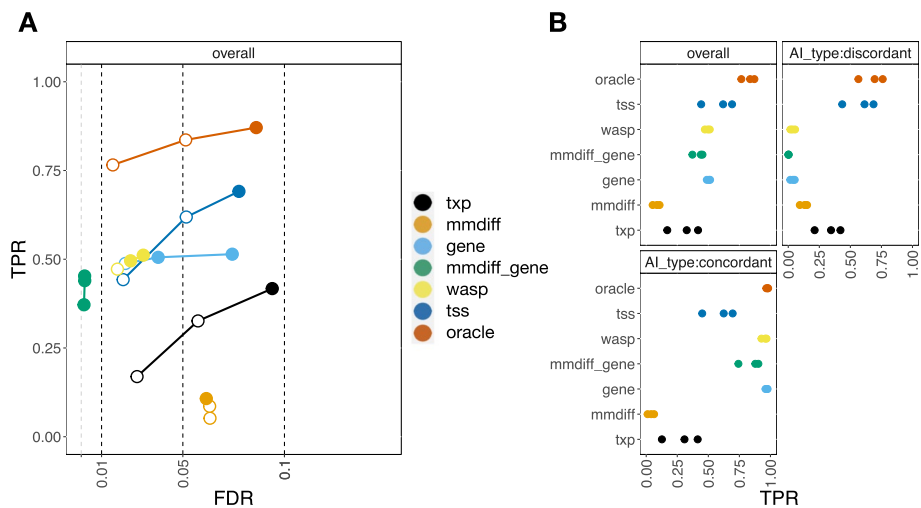 A
overall
1.00
0.75
0.50
0.25
0.00
TPR
0.01
0.05
0.1
FDR
txp
mmdiff
gene
mmdiff_gene
wasp
tss
oracle
B
overall
AI_type:discordant
oracle
tss
wasp
mmdiff_gene
gene
mmdiff
txp
0.00
0.25
0.50
0.75
1.00
AI_type:concordant
oracle
tss
wasp
mmdiff_gene
gene
mmdiff
txp
0.00
0.25
0.50
0.75
1.00
TPR